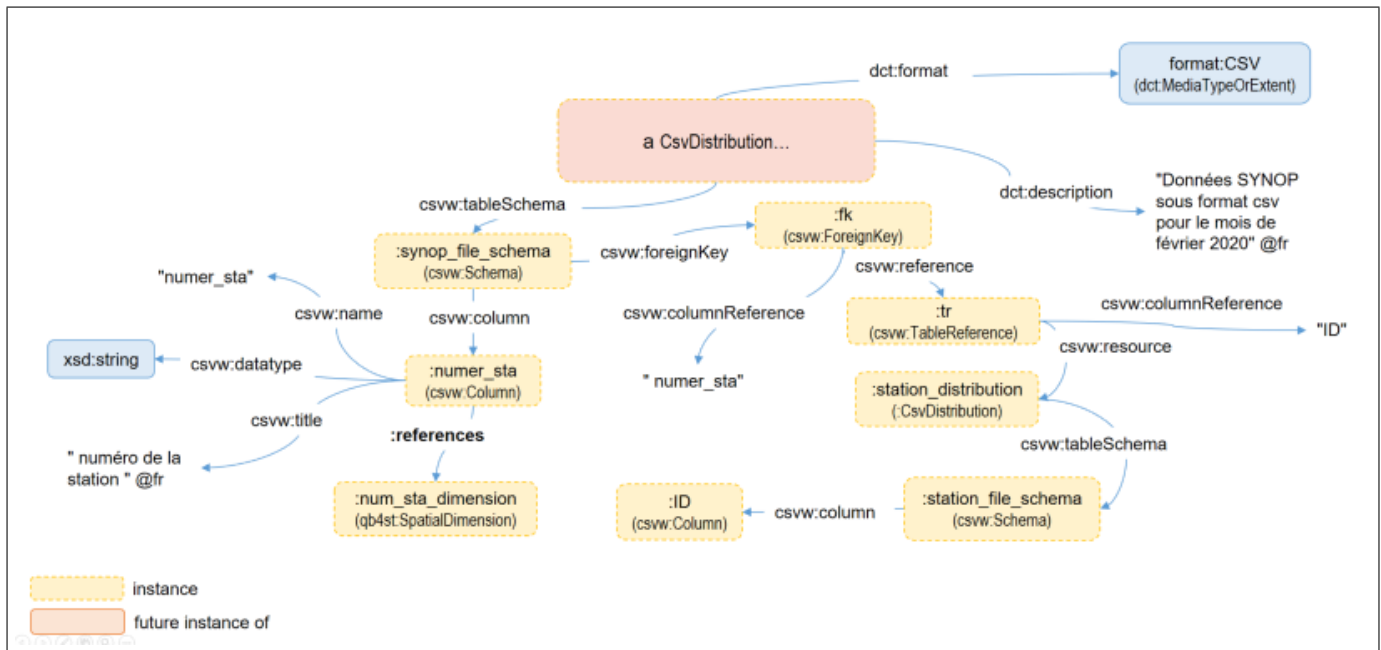 dct:format
format:CSV
(dct:MediaTypeOrExtent)
a CsvDistribution…
dct:description
"Données SYNOP
sous format csv
pour le mois de
février 2020" @fr
csvw:tableSchema
:synop_file_schema
(csvw:Schema)
csvw:foreignKey
:fk
(csvw:ForeignKey)
csvw:reference
"numer_sta"
csvw:name
csvw:column
csvw:columnReference
:tr
(csvw:TableReference)
csvw:columnReference
"ID"
xsd:string
csvw:datatype
:numer_sta
(csvw:Column)
" numer_sta"
csvw:resource
:station_distribution
(:CsvDistribution)
csvw:title
:references
csvw:tableSchema
" numéro de la
station " @fr
:num_sta_dimension
(qb4st:SpatialDimension)
:ID
(csvw:Column)
csvw:column
:station_file_schema
(csvw:Schema)
instance
future instance of